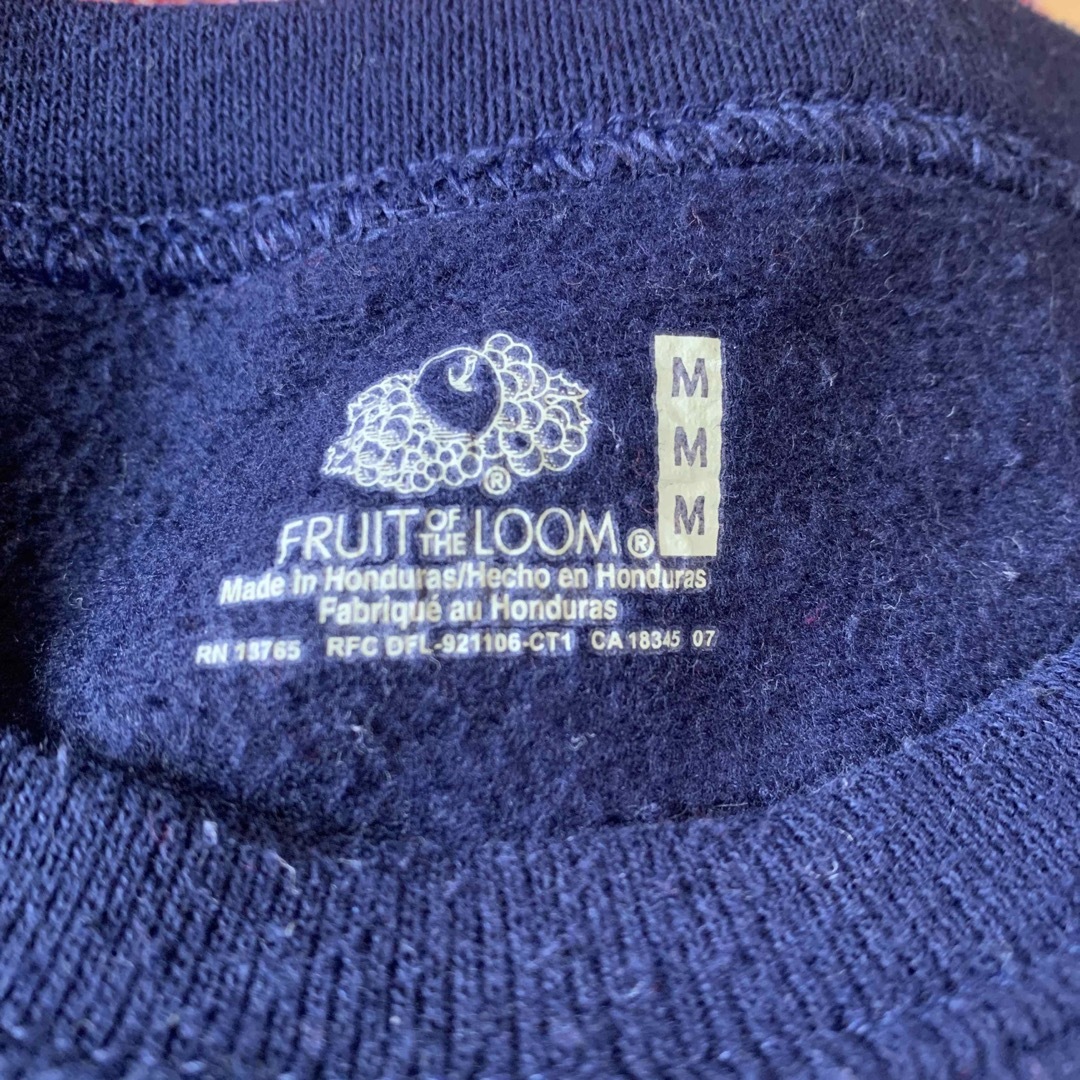 M
M
M
®
FRUIT OF THE LOOM®
Made in Honduras/Hecho en Honduras
Fabriqué au Honduras
RN 13765 RFC DFL-921106-CT1 CA 18345 07